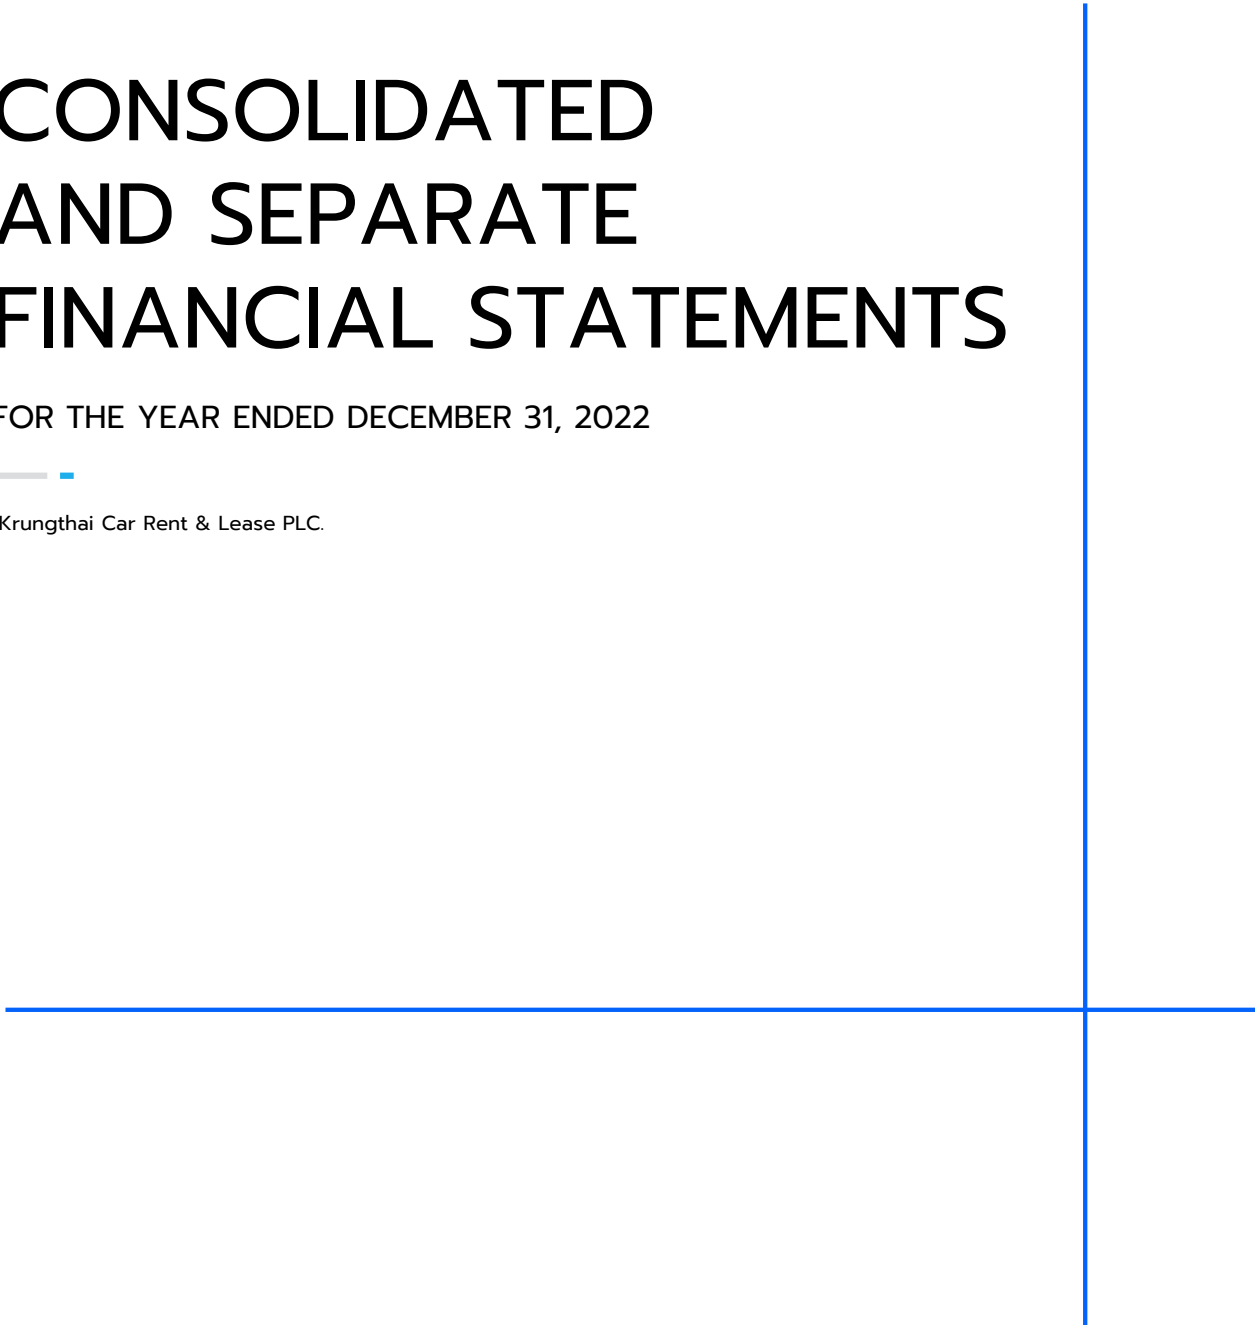 CONSOLIDATED
AND SEPARATE
FINANCIAL STATEMENTS
FOR THE YEAR ENDED DECEMBER 31, 2022
Krungthai Car Rent & Lease PLC.